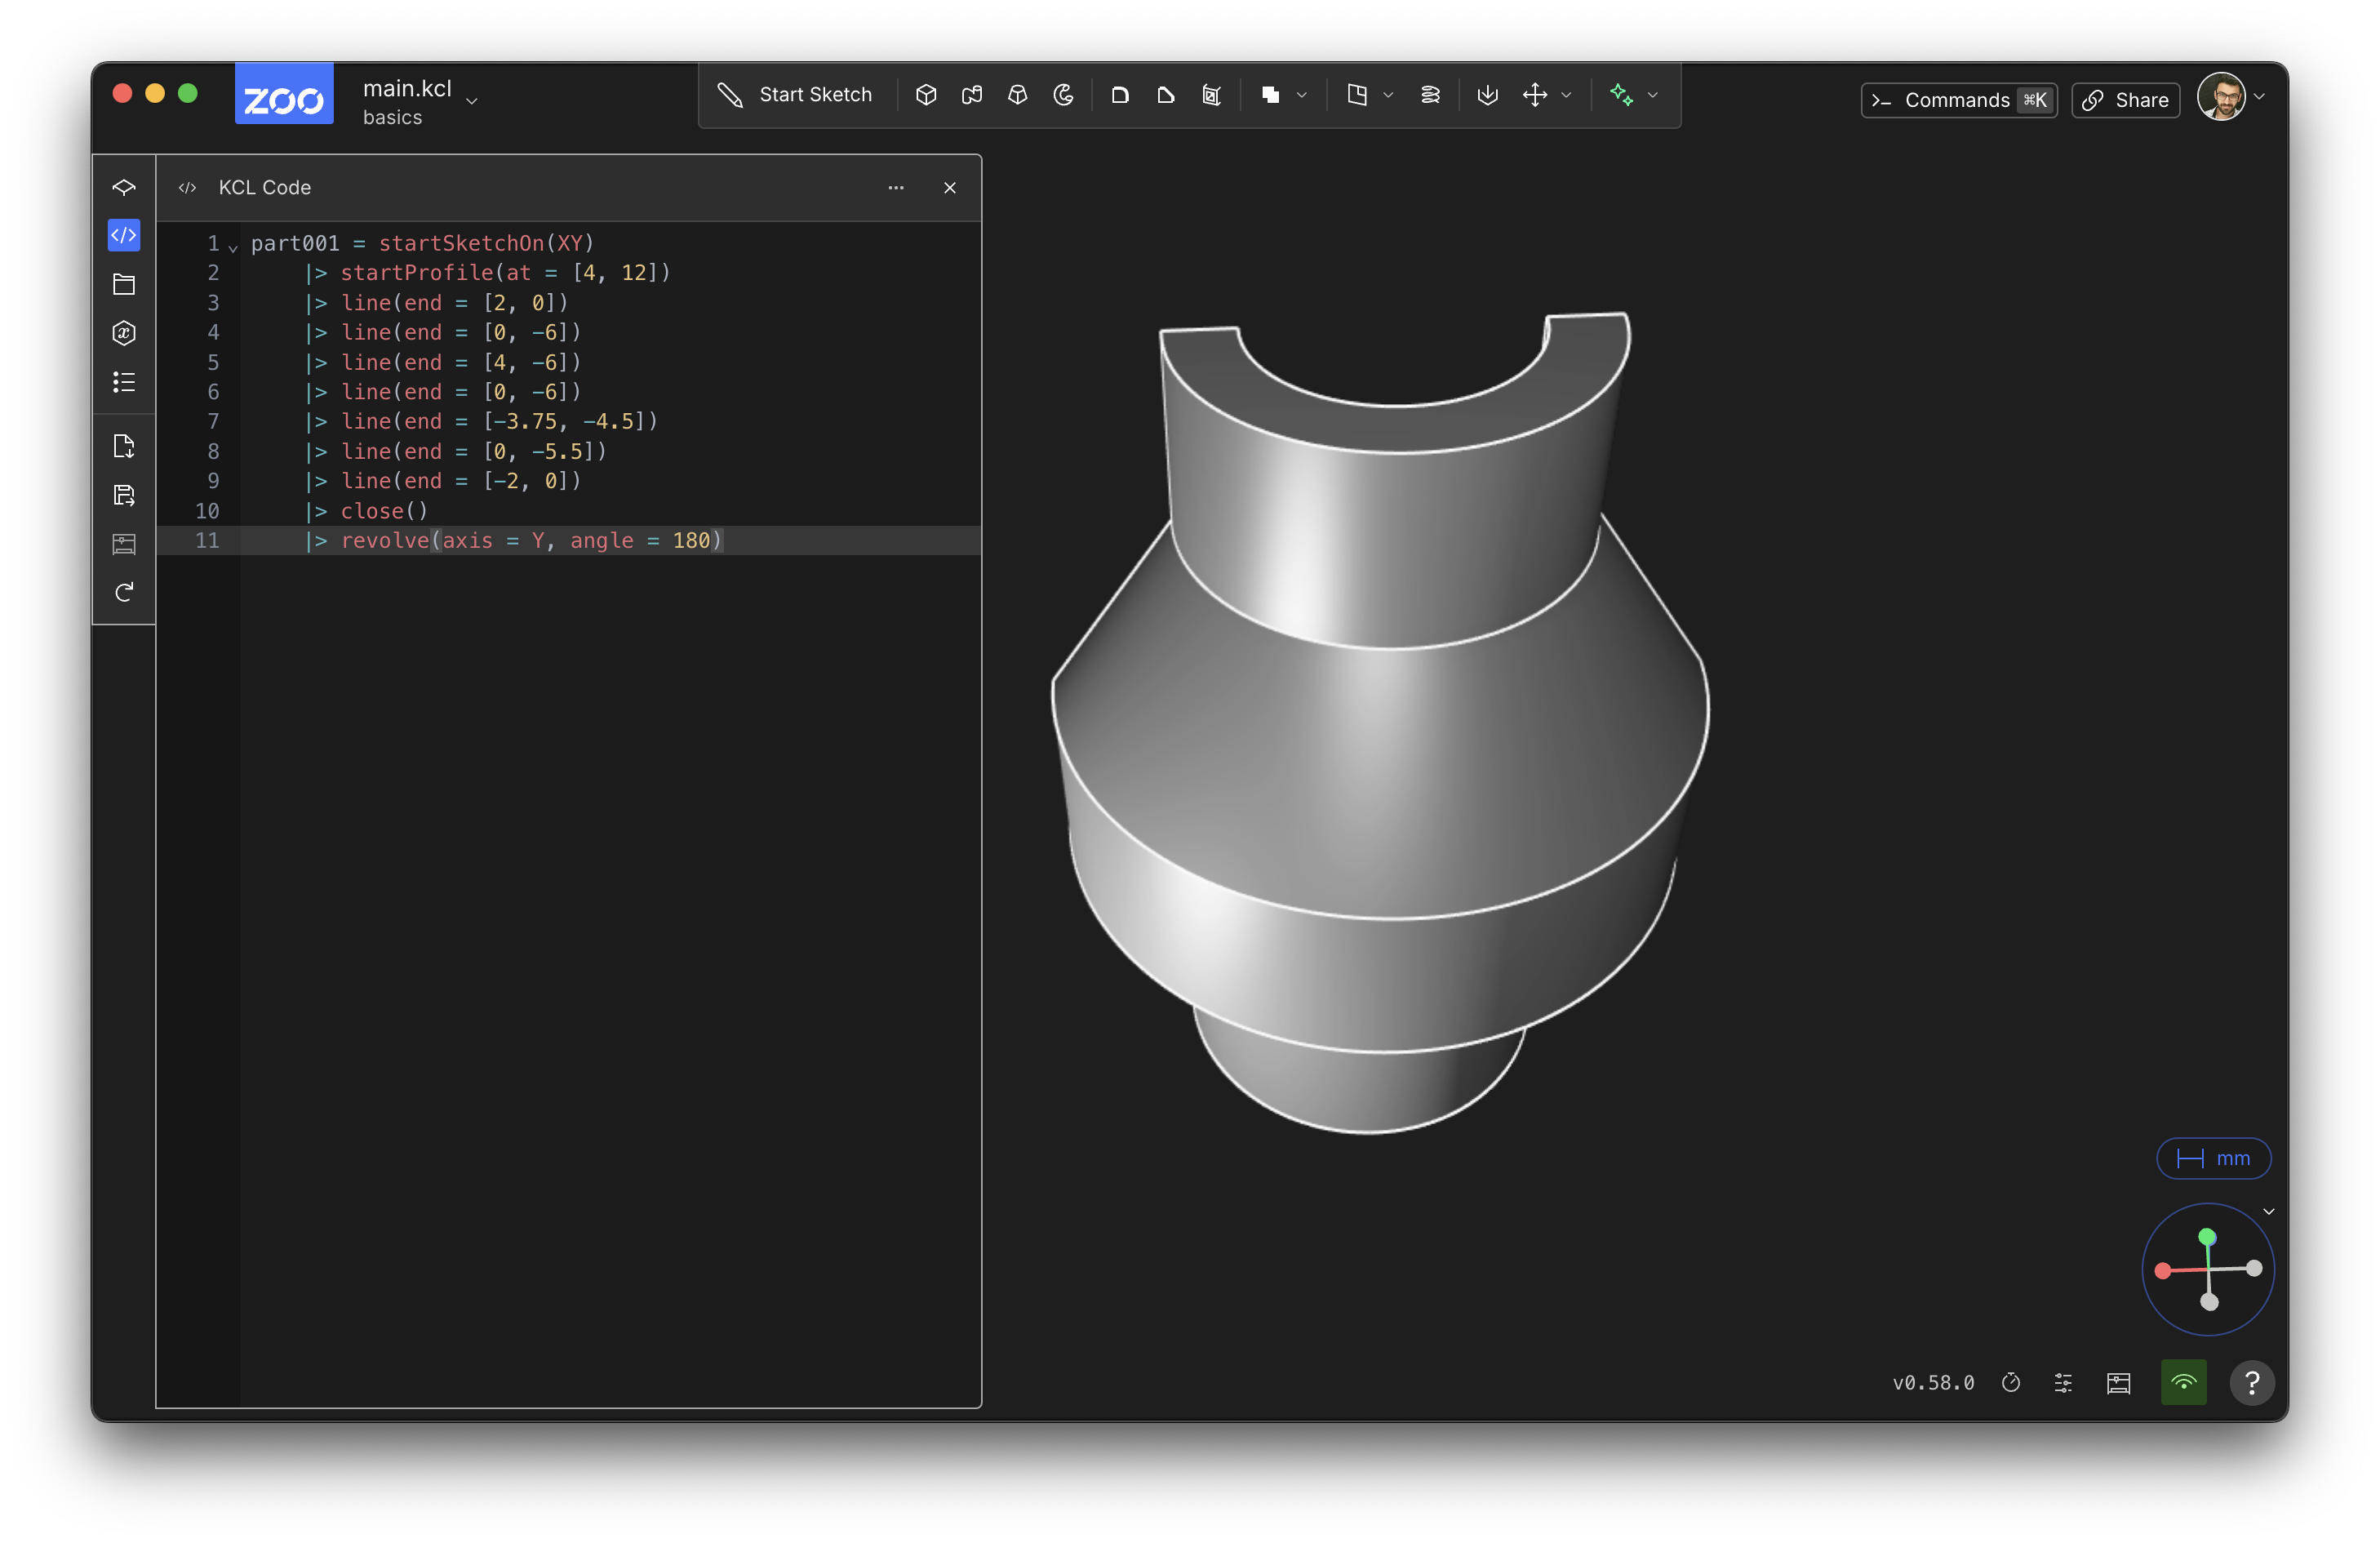 ZOO
main.kcl
basics
Start Sketch
Commands ⌘K
Share
</> KCL Code
1 part001 = startSketchOn(XY)
2 |> startProfile(at = [4, 12])
3 |> line(end = [2, 0])
4 |> line(end = [0, -6])
5 |> line(end = [4, -6])
6 |> line(end = [0, -6])
7 |> line(end = [-3.75, -4.5])
8 |> line(end = [0, -5.5])
9 |> line(end = [-2, 0])
10 |> close()
11 |> revolve(axis = Y, angle = 180)
mm
v0.58.0
?